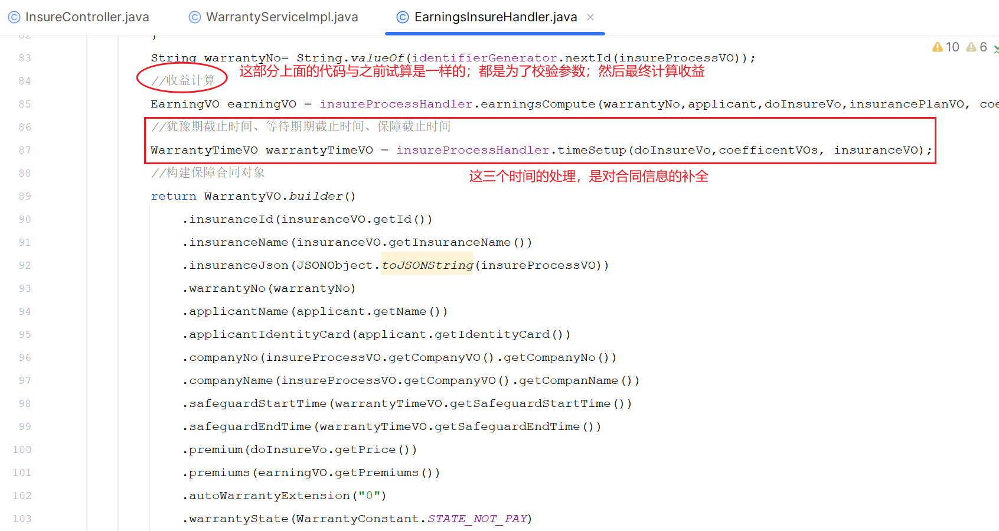 InsureController.java WarrantyServiceImpl.java EarningsInsureHandler.java
10 6
82 }
83 String warrantyNo= String.valueOf(identifierGenerator.nextId(insureProcessVO));
这部分上面的代码与之前试算是一样的；都是为了校验参数；然后最终计算收益
84 //收益计算
85 EarningVO earningVO = insureProcessHandler.earningsCompute(warrantyNo,applicant,doInsureVo,insurancePlanVO, coe
86 //犹豫期截止时间、等待期期截止时间、保障截止时间
87 WarrantyTimeVO warrantyTimeVO = insureProcessHandler.timeSetup(doInsureVo,coefficentVOs, insuranceVO);
88 //构建保障合同对象
这三个时间的处理，是对合同信息的补全
89 return WarrantyVO.builder()
90 .insuranceId(insuranceVO.getId())
91 .insuranceName(insuranceVO.getInsuranceName())
92 .insuranceJson(JSONObject.toJSONString(insureProcessVO))
93 .warrantyNo(warrantyNo)
94 .applicantName(applicant.getName())
95 .applicantIdentityCard(applicant.getIdentityCard())
96 .companyNo(insureProcessVO.getCompanyVO().getCompanyNo())
97 .companyName(insureProcessVO.getCompanyVO().getCompanName())
98 .safeguardStartTime(warrantyTimeVO.getSafeguardStartTime())
99 .safeguardEndTime(warrantyTimeVO.getSafeguardEndTime())
100 .premium(doInsureVo.getPrice())
101 .premiums(earningVO.getPremiums())
102 .autoWarrantyExtension("0")
103 .warrantyState(WarrantyConstant.STATE_NOT_PAY)